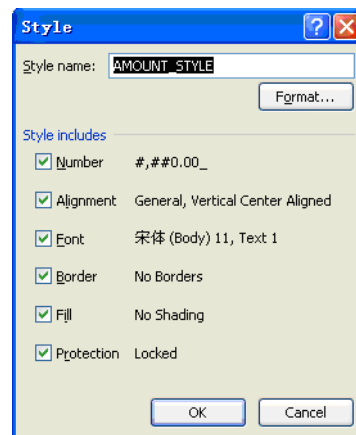 Style
Style name: AMOUNT_STYLE
Format...
Style includes
Number #,##0.00_
Alignment General, Vertical Center Aligned
Font 宋体 (Body) 11, Text 1
Border No Borders
Fill No Shading
Protection Locked
OK Cancel